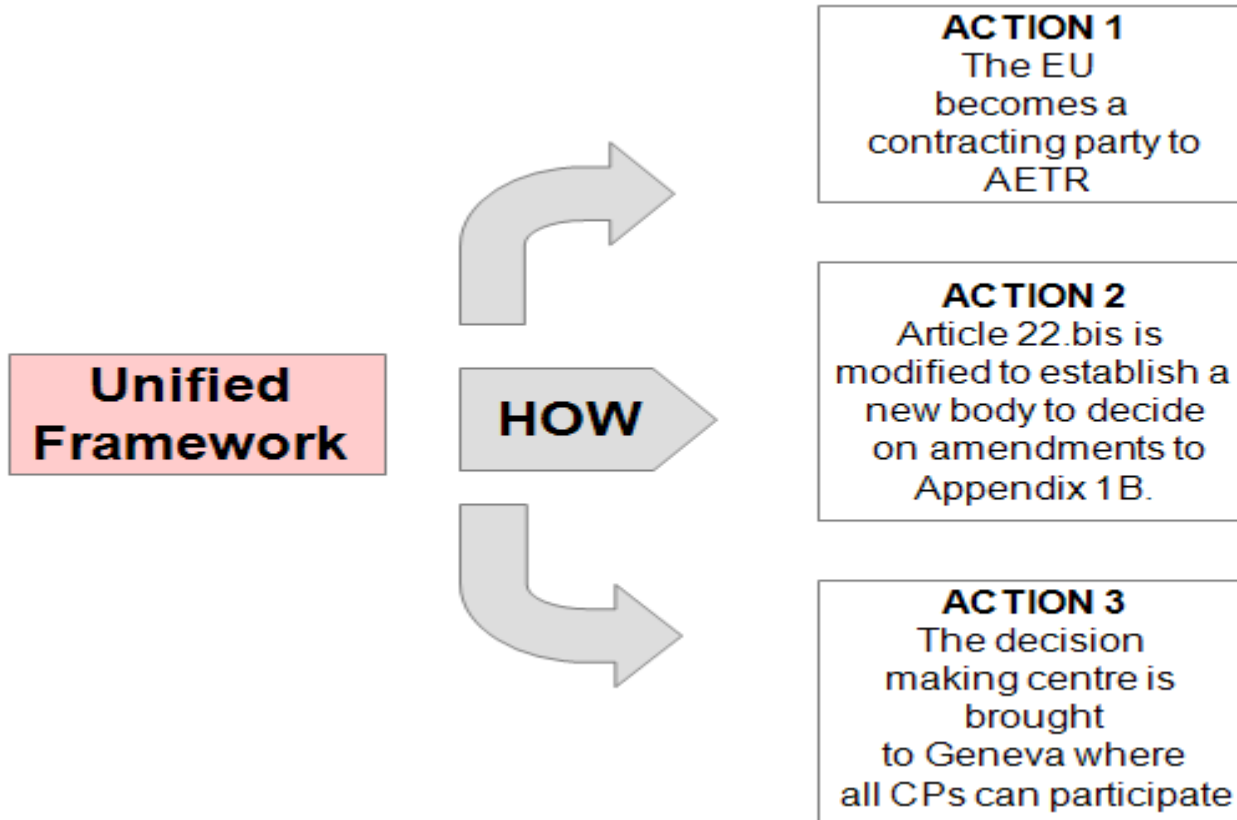 Unified
Framework
HOW
ACTION 1
The EU
becomes a
contracting party to
AETR
ACTION 2
Article 22.bis is
modified to establish a
new body to decide
on amendments to
Appendix 1B.
ACTION 3
The decision
making centre is
brought
to Geneva where
all CPs can participate